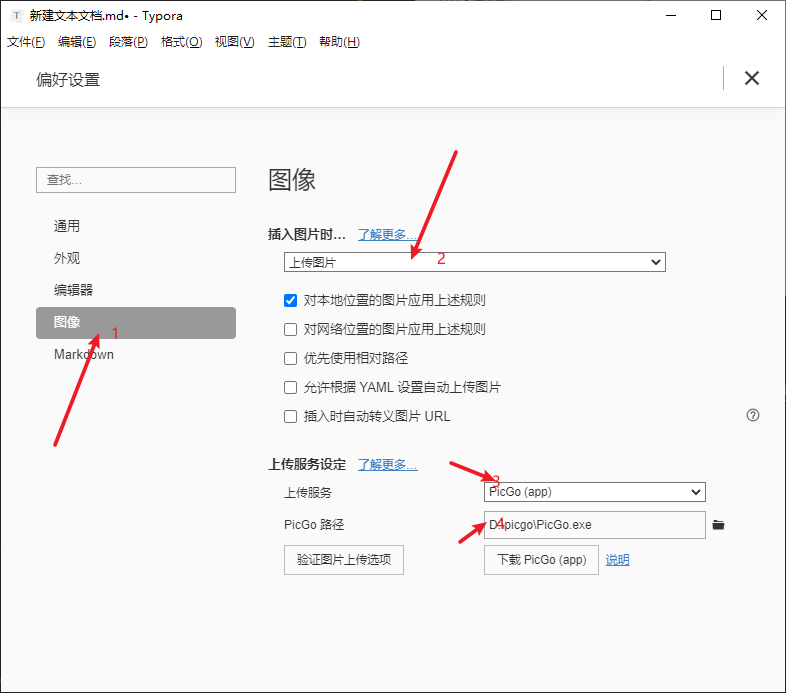 T 新建文本文档.md• - Typora
文件(F) 编辑(E) 段落(P) 格式(O) 视图(V) 主题(T) 帮助(H)
偏好设置
查找...
通用
外观
编辑器
图像
1
Markdown
图像
插入图片时... 了解更多...
上传图片
2
对本地位置的图片应用上述规则
对网络位置的图片应用上述规则
优先使用相对路径
允许根据 YAML 设置自动上传图片
插入时自动转义图片 URL
上传服务设定 了解更多...
3
上传服务 PicGo (app)
4
PicGo 路径 D:\picgo\PicGo.exe
验证图片上传选项 下载 PicGo (app) 说明